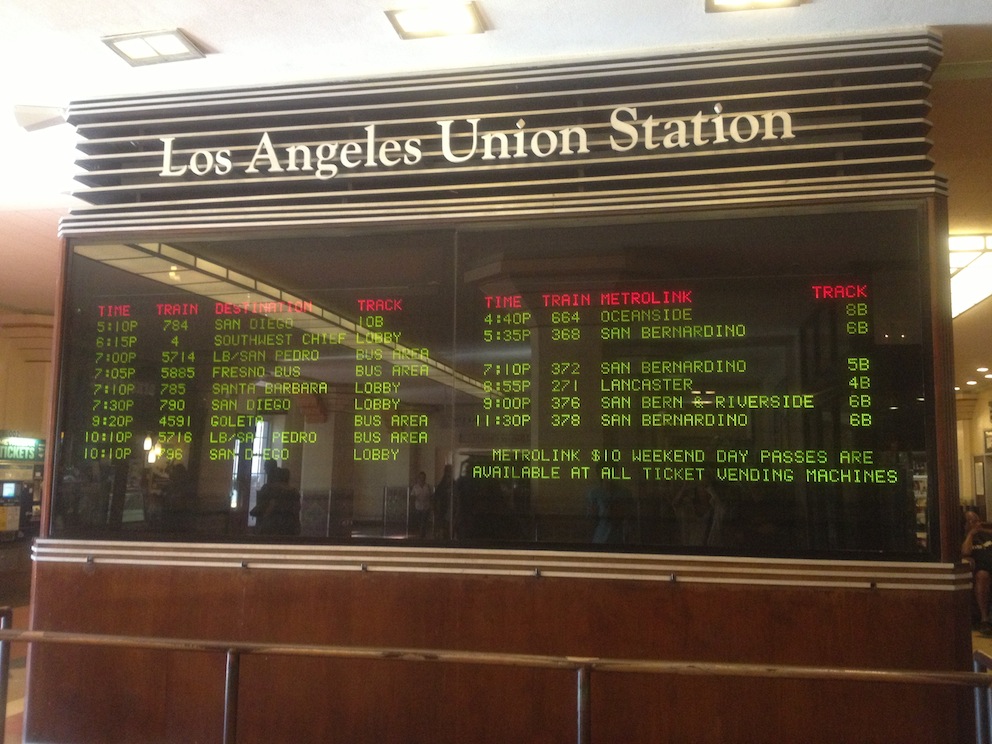 Los Angeles Union Station
TIME TRAIN DESTINATION TRACK
5:10P 784 SAN DIEGO 10B
6:15P 4 SOUTHWEST CHIEF LOBBY
7:00P 5714 LB/SAN PEDRO BUS AREA
7:05P 5885 FRESNO BUS BUS AREA
7:10P 785 SANTA BARBARA LOBBY
7:30P 790 SAN DIEGO LOBBY
9:20P 4591 GOLETA BUS AREA
10:10P 5716 LB/SAN PEDRO BUS AREA
10:10P 796 SAN DIEGO LOBBY
TIME TRAIN METROLINK TRACK
4:40P 664 OCEANSIDE 8B
5:35P 368 SAN BERNARDINO 6B
7:10P 372 SAN BERNARDINO 5B
8:55P 271 LANCASTER 4B
9:00P 376 SAN BERN & RIVERSIDE 6B
11:30P 378 SAN BERNARDINO 6B
METROLINK $10 WEEKEND DAY PASSES ARE
AVAILABLE AT ALL TICKET VENDING MACHINES
TICKETS